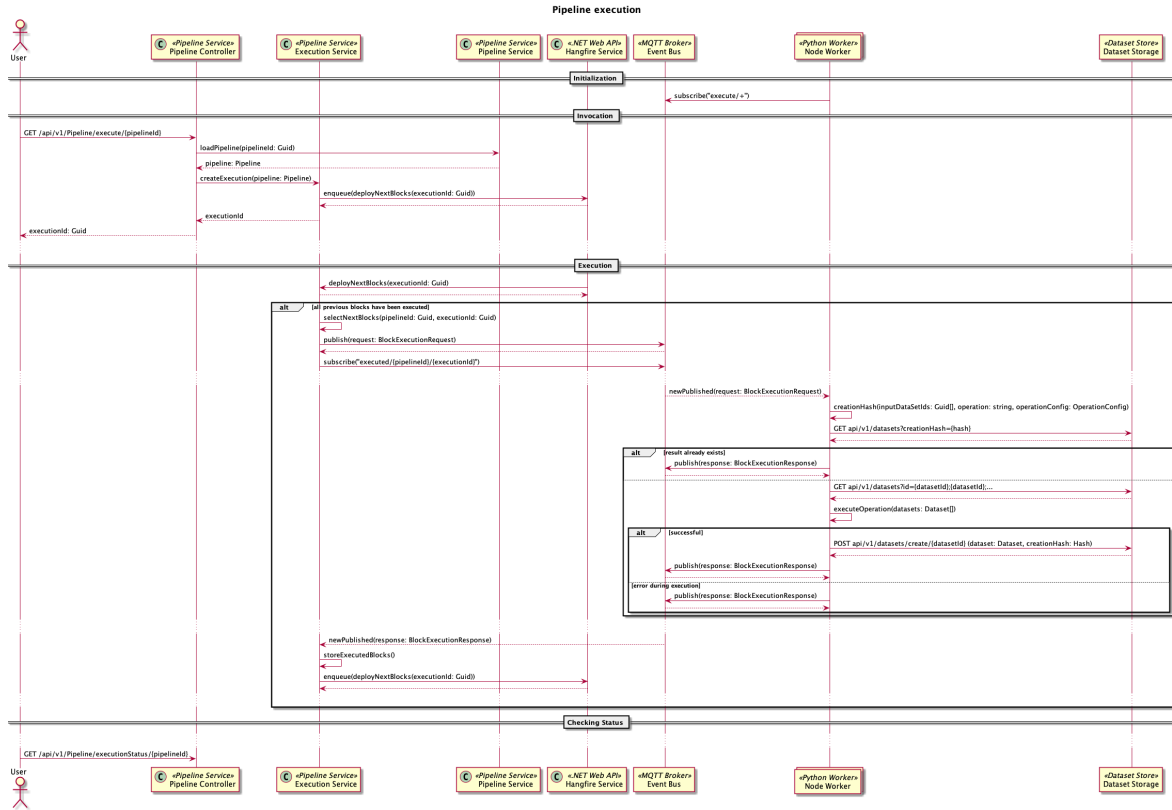 Pipeline execution
User
C «Pipeline Service»
Pipeline Controller
C «Pipeline Service»
Execution Service
C «Pipeline Service»
Pipeline Service
C «.NET Web API»
Hangfire Service
«MQTT Broker»
Event Bus
«Python Worker»
Node Worker
«Dataset Store»
Dataset Storage
Initialization
subscribe("execute/+")
Invocation
GET /api/v1/Pipeline/execute/{pipelineId}
loadPipeline(pipelineId: Guid)
pipeline: Pipeline
createExecution(pipeline: Pipeline)
enqueue(deployNextBlocks(executionId: Guid))
executionId
executionId: Guid
Execution
deployNextBlocks(executionId: Guid)
alt [all previous blocks have been executed]
selectNextBlocks(pipelineId: Guid, executionId: Guid)
publish(request: BlockExecutionRequest)
subscribe("executed/{pipelineId}/{executionId}")
newPublished(request: BlockExecutionRequest)
creationHash(inputDataSetIds: Guid[], operation: string, operationConfig: OperationConfig)
GET api/v1/datasets?creationHash={hash}
alt [result already exists]
publish(response: BlockExecutionResponse)
GET api/v1/datasets?id={datasetId};{datasetId};...
executeOperation(datasets: Dataset[])
alt [successful]
POST api/v1/datasets/create/{datasetId} (dataset: Dataset, creationHash: Hash)
publish(response: BlockExecutionResponse)
[error during execution]
publish(response: BlockExecutionResponse)
newPublished(response: BlockExecutionResponse)
storeExecutedBlocks()
enqueue(deployNextBlocks(executionId: Guid))
Checking Status
GET /api/v1/Pipeline/executionStatus/{pipelineId}
User
C «Pipeline Service»
Pipeline Controller
C «Pipeline Service»
Execution Service
C «Pipeline Service»
Pipeline Service
C «.NET Web API»
Hangfire Service
«MQTT Broker»
Event Bus
«Python Worker»
Node Worker
«Dataset Store»
Dataset Storage